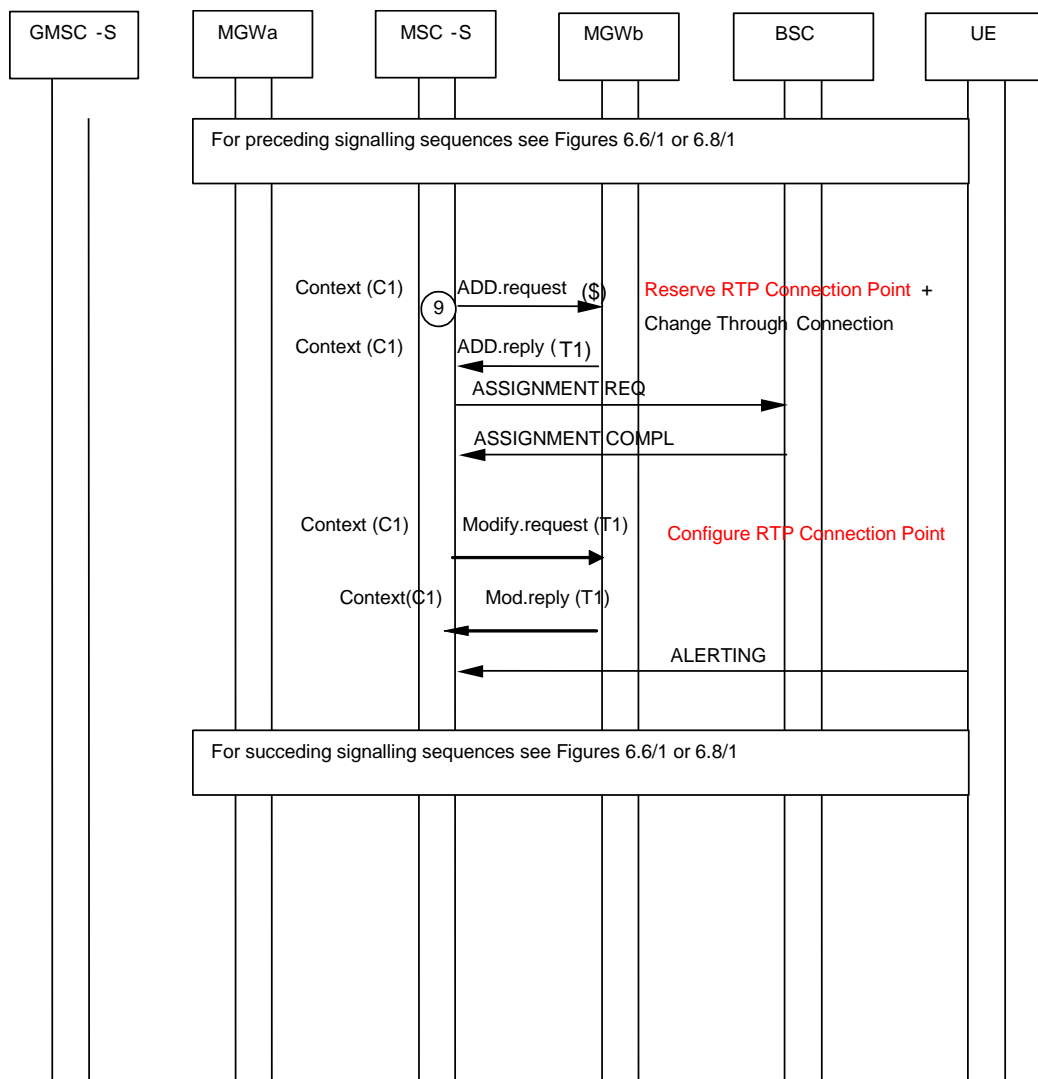 GMSC -S
MGWa
MSC -S
MGWb
BSC
UE
For preceding signalling sequences see Figures 6.6/1 or 6.8/1
Context (C1)
9
ADD.request ($)
Reserve RTP Connection Point +
Change Through Connection
Context (C1)
ADD.reply (T1)
ASSIGNMENT REQ
ASSIGNMENT COMPL
Context (C1)
Modify.request (T1)
Configure RTP Connection Point
Context(C1)
Mod.reply (T1)
ALERTING
For succeding signalling sequences see Figures 6.6/1 or 6.8/1